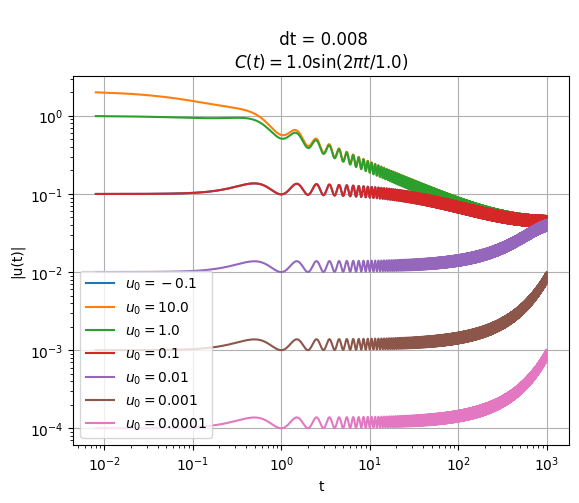 dt = 0.008
C(t) = 1.0sin(2πt/1.0)
|u(t)|
10⁰
10⁻¹
10⁻²
10⁻³
10⁻⁴
u₀ = −0.1
u₀ = 10.0
u₀ = 1.0
u₀ = 0.1
u₀ = 0.01
u₀ = 0.001
u₀ = 0.0001
10⁻² 10⁻¹ 10⁰ 10¹ 10² 10³
t